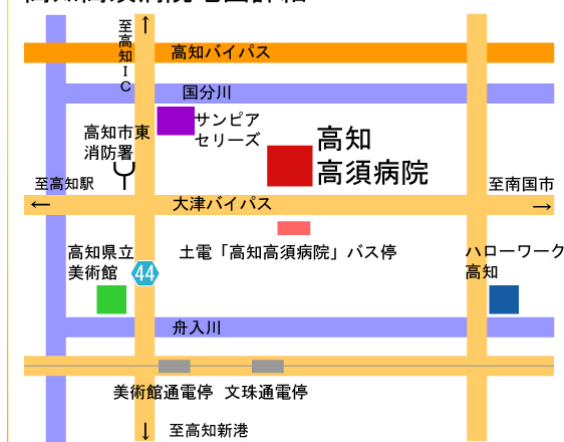 至高知IC
↑
高知バイパス
国分川
サンピア
セリーズ
高知市東
消防署
高知
高須病院
至高知駅
←
大津バイパス
至南国市
→
高知県立
美術館
44
土電「高知高須病院」バス停
ハローワーク
高知
舟入川
美術館通電停
文珠通電停
↓
至高知新港